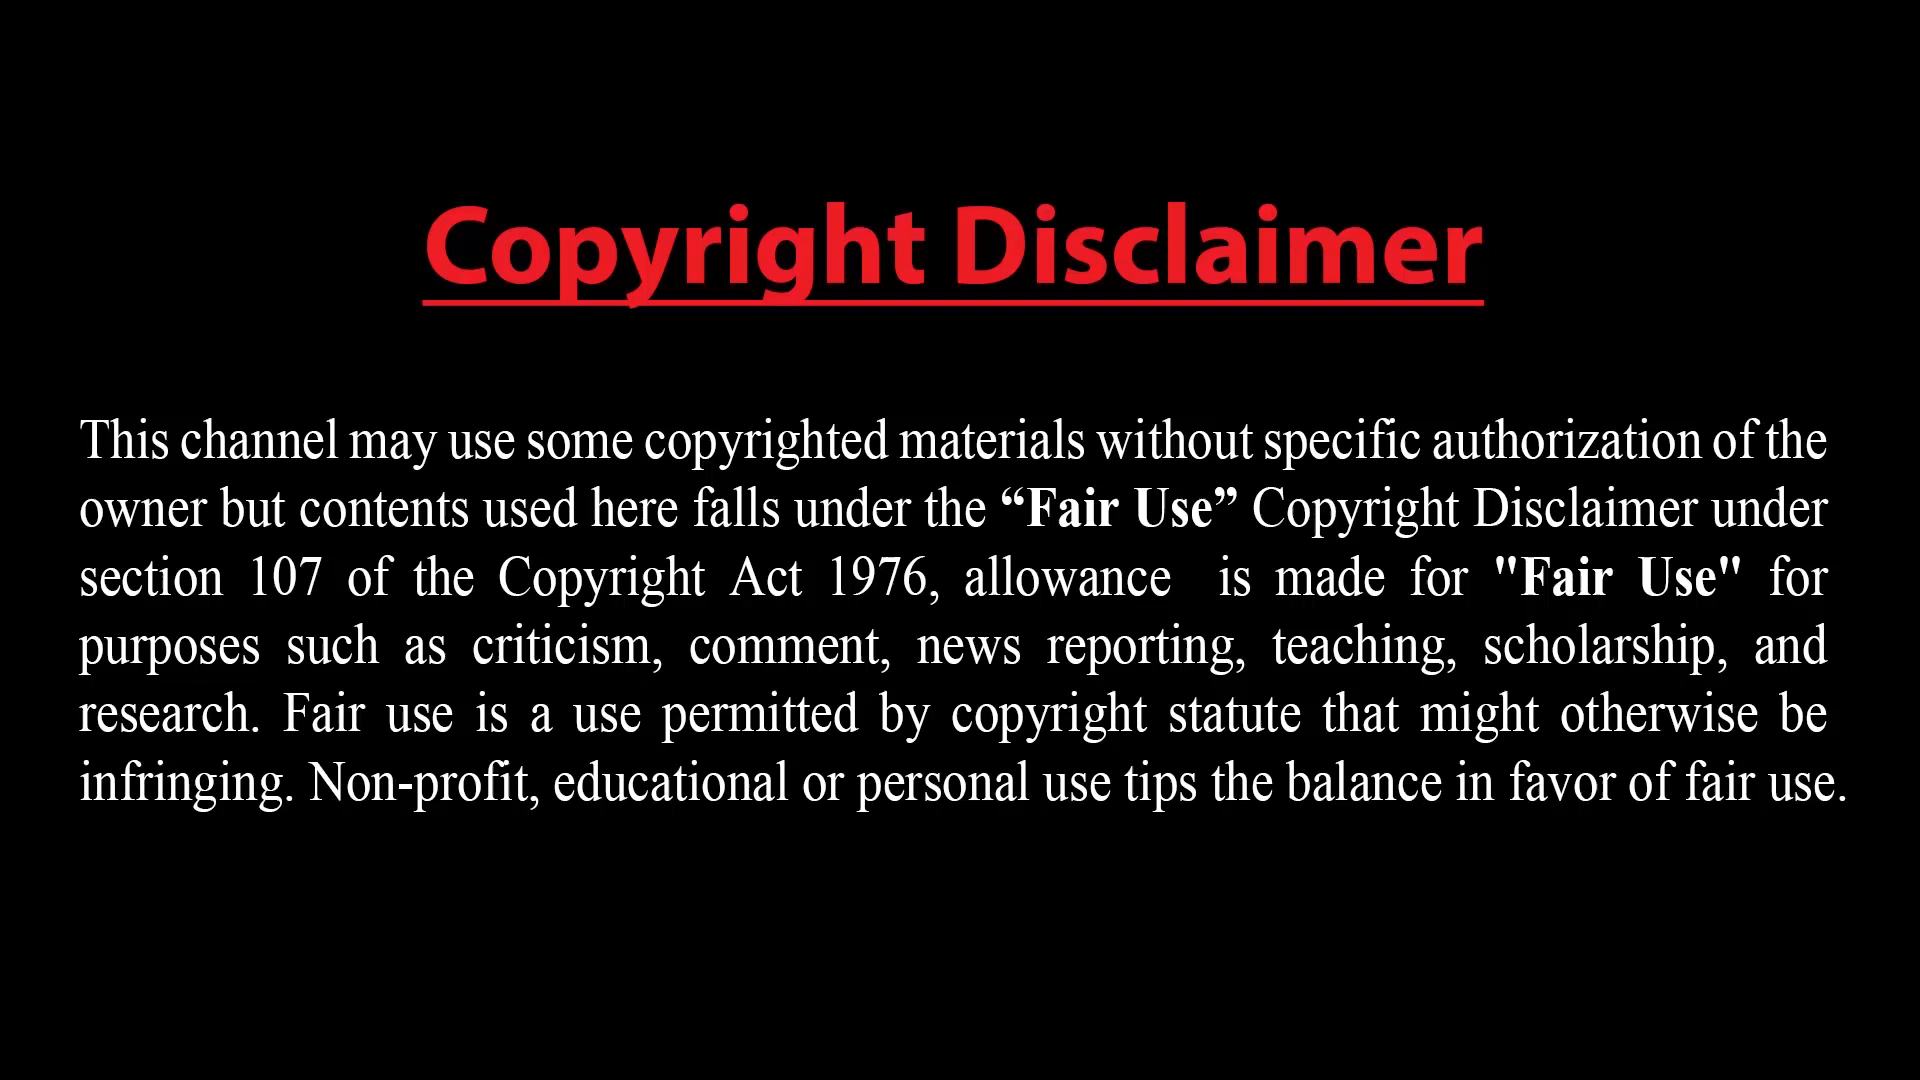 Copyright Disclaimer
This channel may use some copyrighted materials without specific authorization of the
owner but contents used here falls under the “Fair Use” Copyright Disclaimer under
section 107 of the Copyright Act 1976, allowance  is made for "Fair Use" for
purposes such as criticism, comment, news reporting, teaching, scholarship, and
research. Fair use is a use permitted by copyright statute that might otherwise be
infringing. Non-profit, educational or personal use tips the balance in favor of fair use.